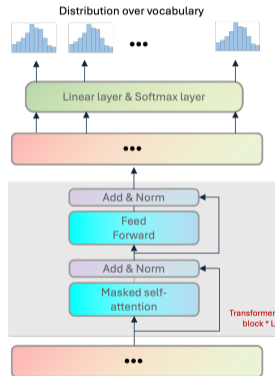 Distribution over vocabulary
•••
Linear layer & Softmax layer
•••
Add & Norm
Feed
Forward
Add & Norm
Masked self-
attention
Transformer
block * L
•••